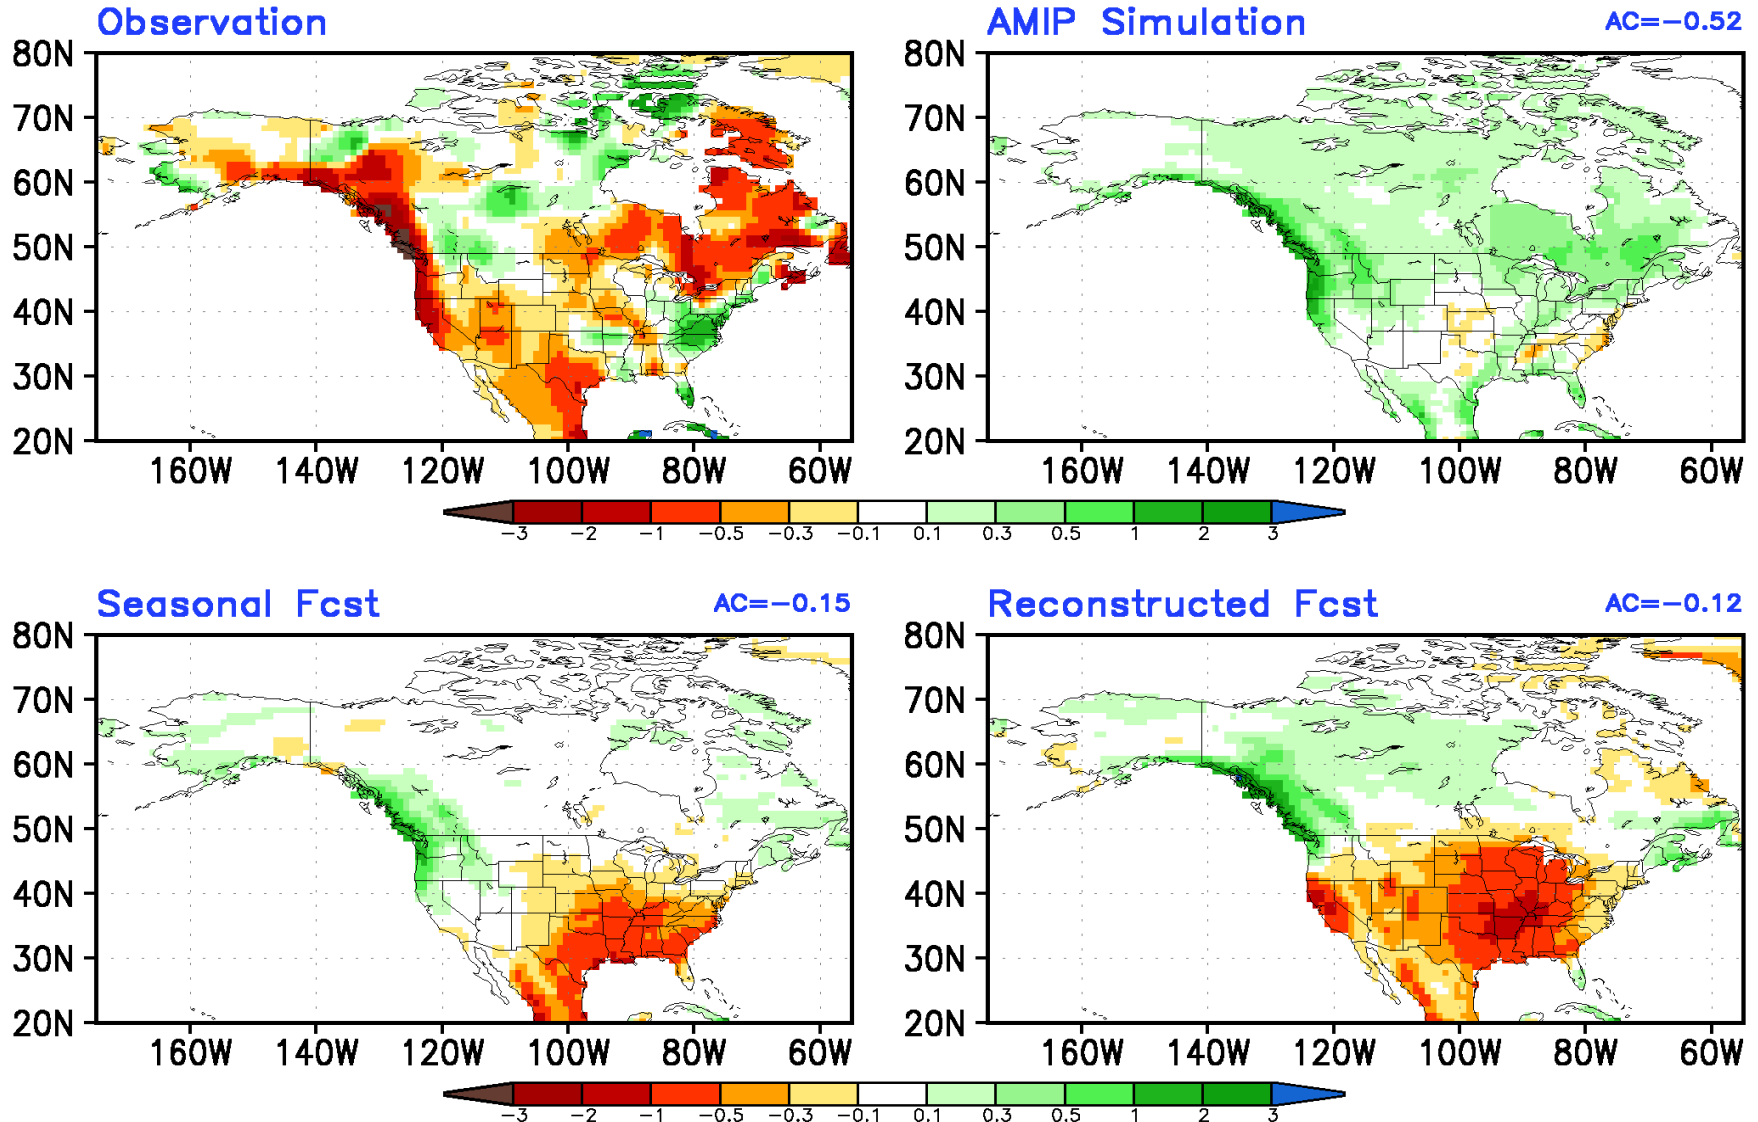 Observation
AMIP Simulation AC=−0.52
80N 80N
70N 70N
60N 60N
50N 50N
40N 40N
30N 30N
20N 20N
160W 140W 120W 100W 80W 60W 160W 140W 120W 100W 80W 60W
−3 −2 −1 −0.5 −0.3 −0.1 0.1 0.3 0.5 1 2 3
Seasonal Fcst AC=−0.15
Reconstructed Fcst AC=−0.12
80N 80N
70N 70N
60N 60N
50N 50N
40N 40N
30N 30N
20N 20N
160W 140W 120W 100W 80W 60W 160W 140W 120W 100W 80W 60W
−3 −2 −1 −0.5 −0.3 −0.1 0.1 0.3 0.5 1 2 3